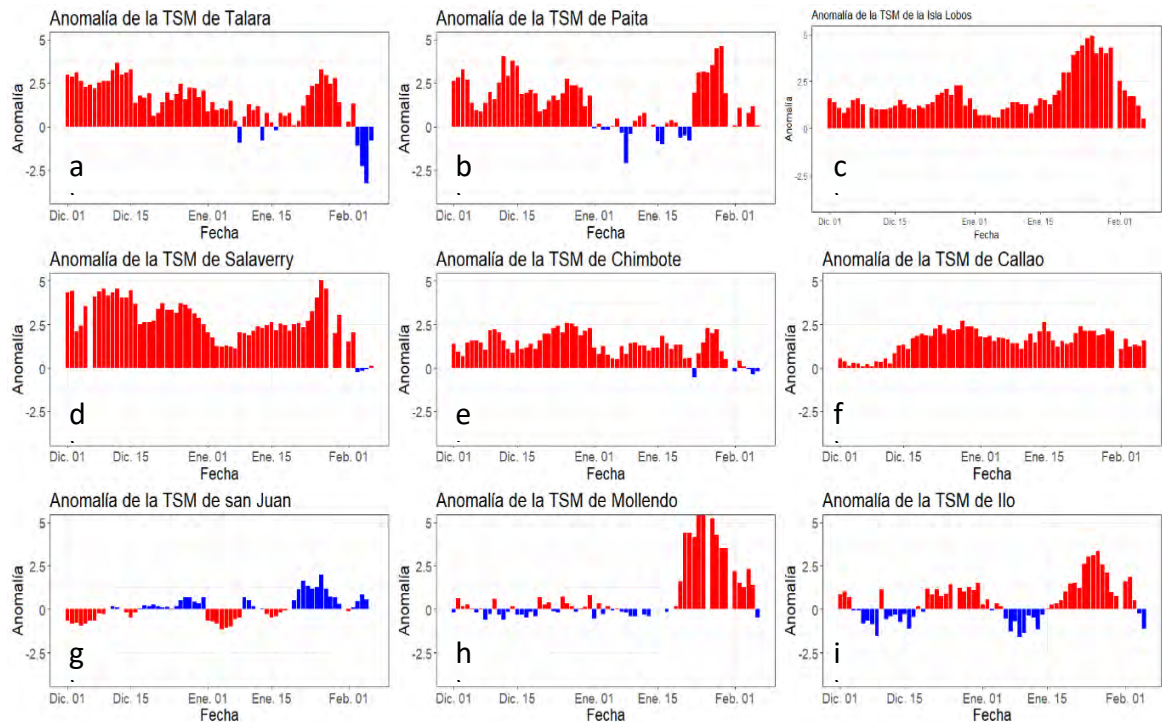 Anomalía de la TSM de Talara
5
2.5
0
-2.5
Anomalía
a
Dic. 01 Dic. 15 Ene. 01 Ene. 15 Feb. 01
Fecha
Anomalía de la TSM de Paita
5
2.5
0
-2.5
Anomalía
b
Dic. 01 Dic. 15 Ene. 01 Ene. 15 Feb. 01
Fecha
Anomalía de la TSM de la Isla Lobos
5
2.5
0
-2.5
Anomalía
c
Dic. 01 Dic. 15 Ene. 01 Ene. 15 Feb. 01
Fecha
Anomalía de la TSM de Salaverry
5
2.5
0
-2.5
Anomalía
d
Dic. 01 Dic. 15 Ene. 01 Ene. 15 Feb. 01
Fecha
Anomalía de la TSM de Chimbote
5
2.5
0
-2.5
Anomalía
e
Dic. 01 Dic. 15 Ene. 01 Ene. 15 Feb. 01
Fecha
Anomalía de la TSM de Callao
5
2.5
0
-2.5
Anomalía
f
Dic. 01 Dic. 15 Ene. 01 Ene. 15 Feb. 01
Fecha
Anomalía de la TSM de san Juan
5
2.5
0
-2.5
Anomalía
g
Dic. 01 Dic. 15 Ene. 01 Ene. 15 Feb. 01
Fecha
Anomalía de la TSM de Mollendo
5
2.5
0
-2.5
Anomalía
h
Dic. 01 Dic. 15 Ene. 01 Ene. 15 Feb. 01
Fecha
Anomalía de la TSM de Ilo
5
2.5
0
-2.5
Anomalía
i
Dic. 01 Dic. 15 Ene. 01 Ene. 15 Feb. 01
Fecha